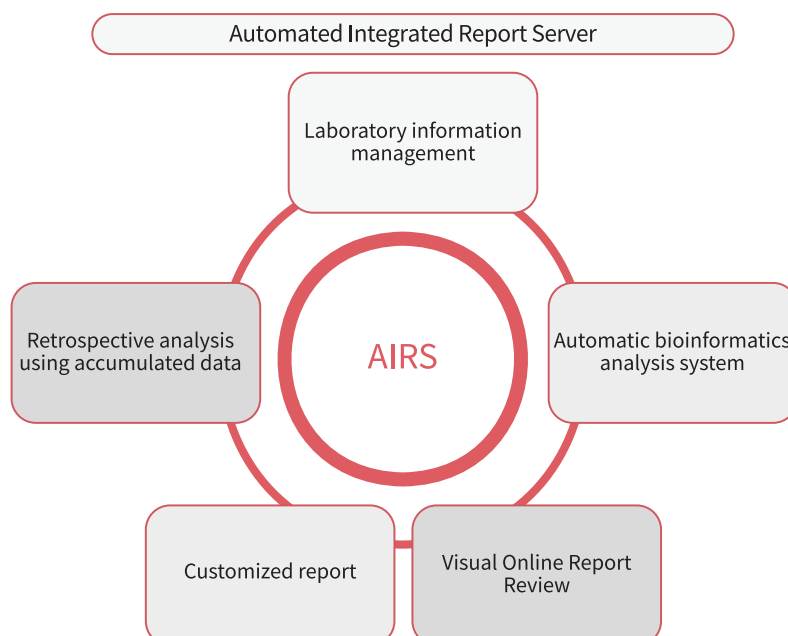 Automated Integrated Report Server
Laboratory information
management
Retrospective analysis
using accumulated data
AIRS
Automatic bioinformatics
analysis system
Customized report
Visual Online Report
Review